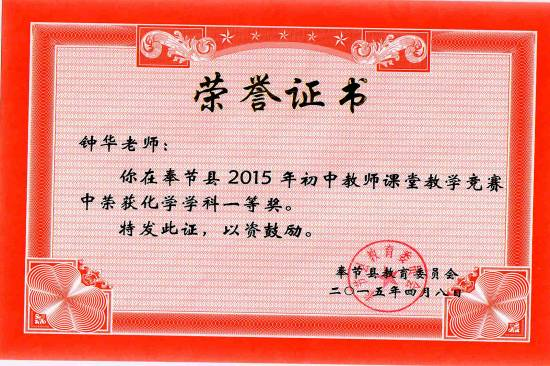 荣誉证书
钟华老师：
你在奉节县2015年初中教师课堂教学竞赛
中荣获化学学科一等奖。
特发此证，以资鼓励。
奉节县教育委员会
二〇一五年四月八日